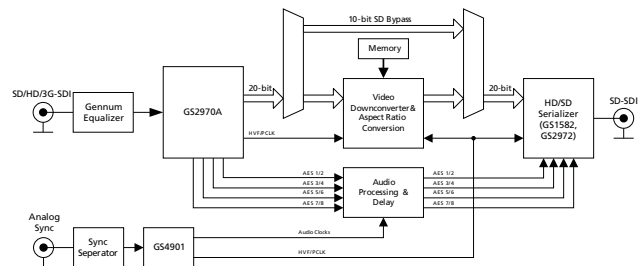 10-bit SD Bypass
Memory
SD/HD/3G-SDI
Gennum
Equalizer
GS2970A
20-bit
Video
Downconverter &
Aspect Ratio
Conversion
20-bit
HD/SD
Serializer
(GS1582,
GS2972)
SD-SDI
HVF/PCLK
AES 1/2
AES 3/4
AES 5/6
AES 7/8
Audio
Processing &
Delay
AES 1/2
AES 3/4
AES 5/6
AES 7/8
Analog
Sync
Sync
Seperator
GS4901
Audio Clocks
HVF/PCLK